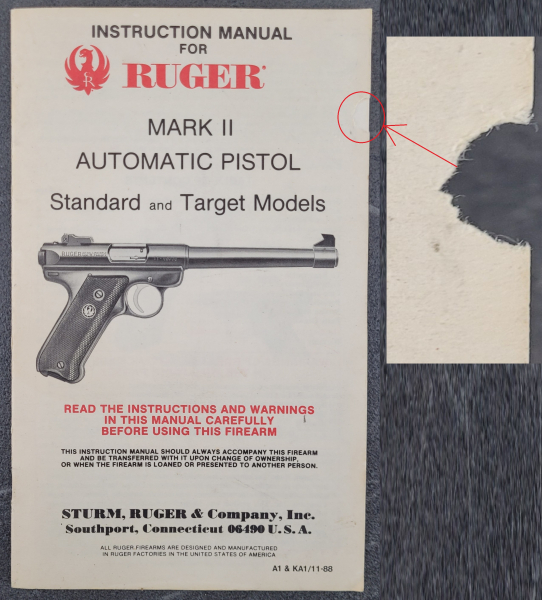 INSTRUCTION MANUAL
FOR
RUGER®
MARK II
AUTOMATIC PISTOL
Standard and Target Models
READ THE INSTRUCTIONS AND WARNINGS
IN THIS MANUAL CAREFULLY
BEFORE USING THIS FIREARM
THIS INSTRUCTION MANUAL SHOULD ALWAYS ACCOMPANY THIS FIREARM
AND BE TRANSFERRED WITH IT UPON CHANGE OF OWNERSHIP,
OR WHEN THE FIREARM IS LOANED OR PRESENTED TO ANOTHER PERSON.
STURM, RUGER & Company, Inc.
Southport, Connecticut 06490 U.S.A.
ALL RUGER FIREARMS ARE DESIGNED AND MANUFACTURED
IN RUGER FACTORIES IN THE UNITED STATES OF AMERICA
A1 & KA1/11-88